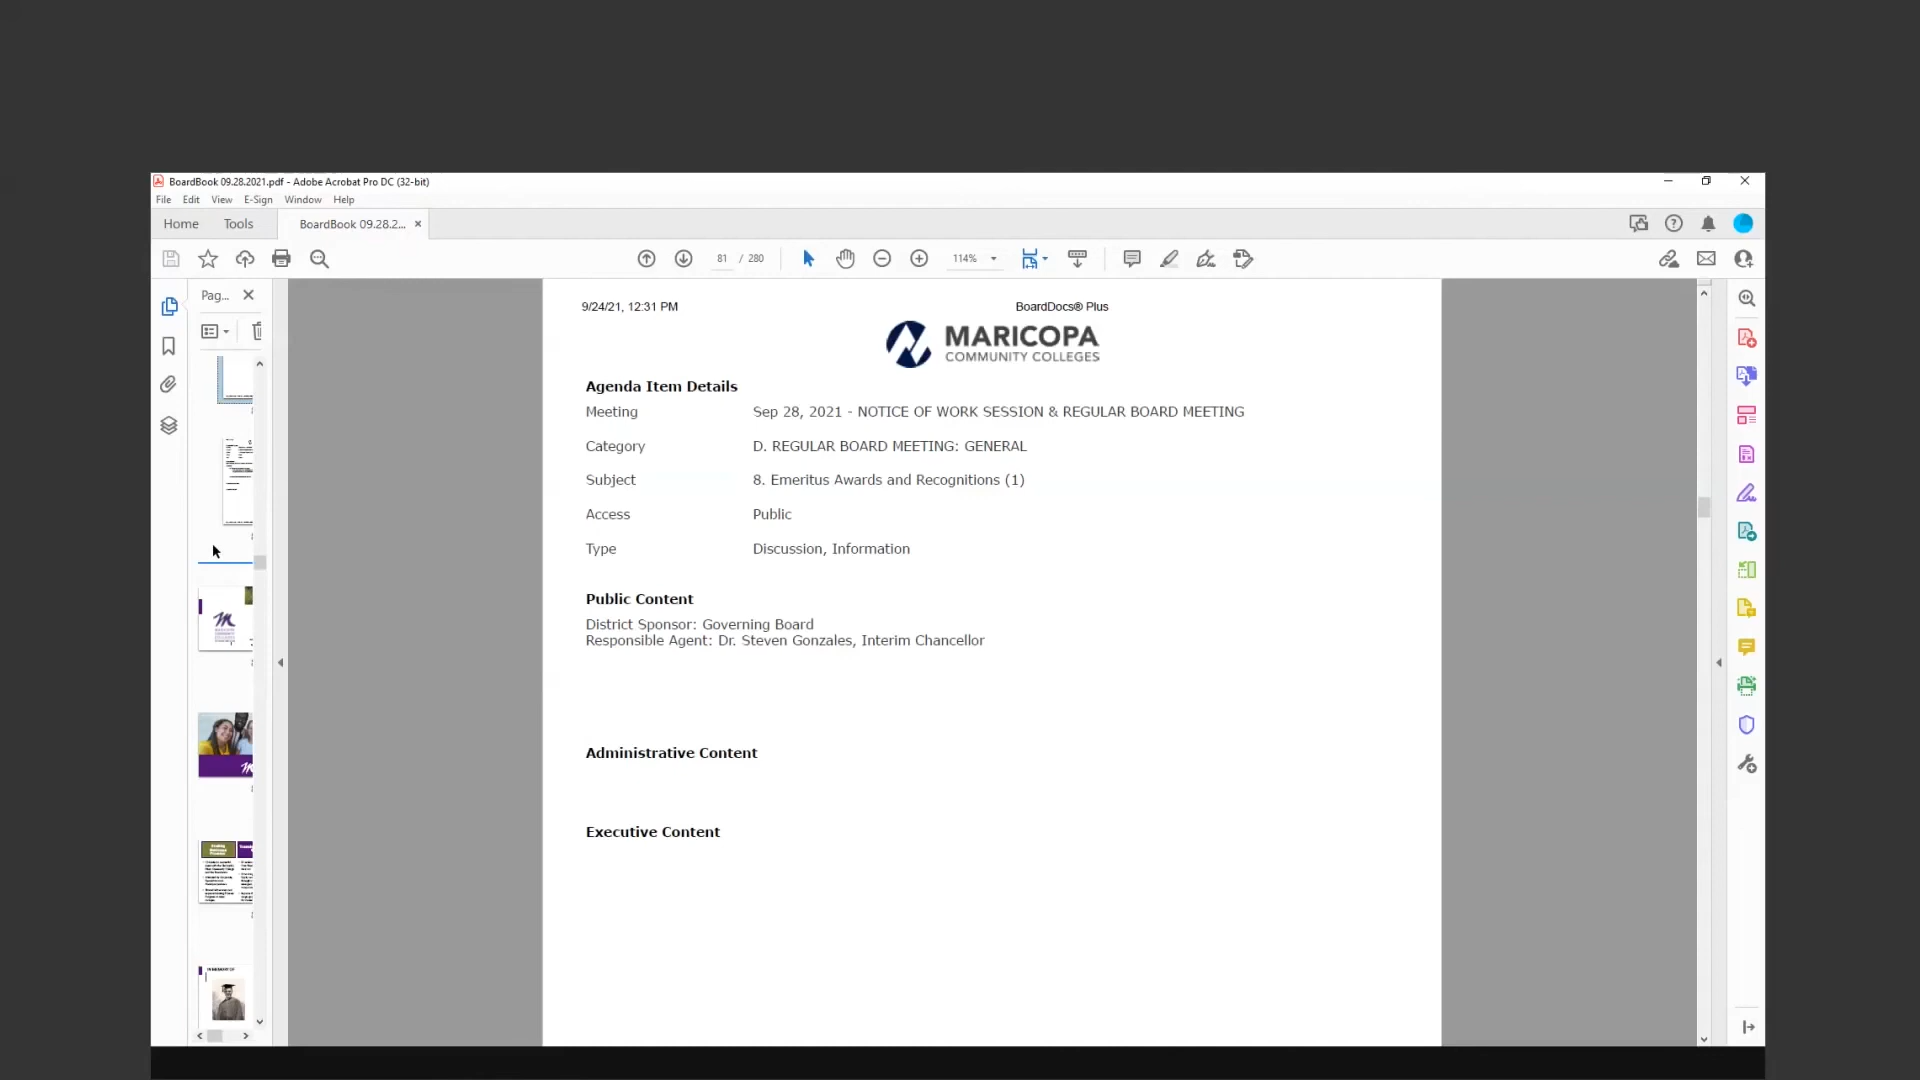 BoardBook 09.28.2021.pdf - Adobe Acrobat Pro DC (32-bit)
File Edit View E-Sign Window Help
Home Tools BoardBook 09.28.2...
81 / 280 114%
Pag...
9/24/21, 12:31 PM BoardDocs® Plus
MARICOPA
COMMUNITY COLLEGES
Agenda Item Details
Meeting Sep 28, 2021 - NOTICE OF WORK SESSION & REGULAR BOARD MEETING
Category D. REGULAR BOARD MEETING: GENERAL
Subject 8. Emeritus Awards and Recognitions (1)
Access Public
Type Discussion, Information
Public Content
District Sponsor: Governing Board
Responsible Agent: Dr. Steven Gonzales, Interim Chancellor
Administrative Content
Executive Content
IN MEMORY OF